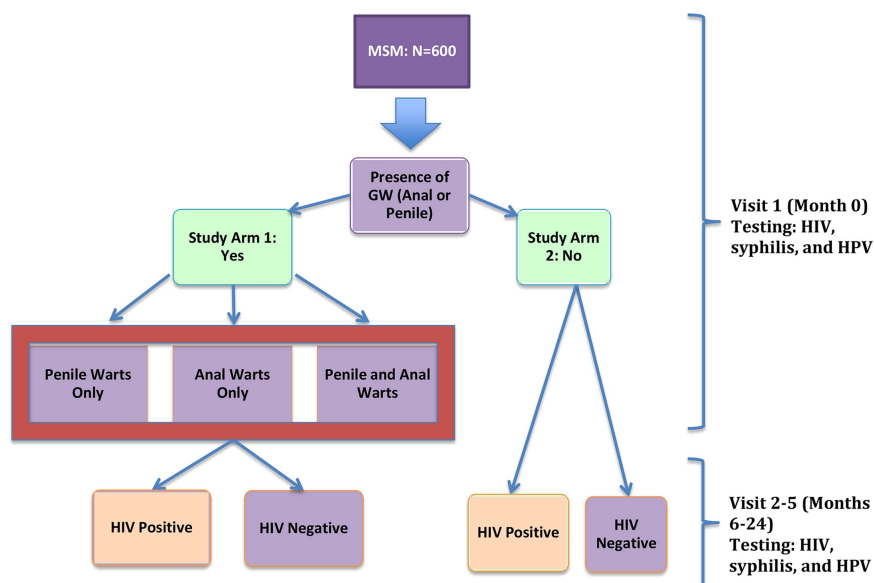 MSM: N=600
Presence of
GW (Anal or
Penile)
Study Arm 1:
Yes
Study Arm
2: No
Visit 1 (Month 0)
Testing: HIV,
syphilis, and HPV
Penile Warts
Only
Anal Warts
Only
Penile and Anal
Warts
HIV Positive
HIV Negative
HIV Positive
HIV
Negative
Visit 2-5 (Months
6-24)
Testing: HIV,
syphilis, and HPV